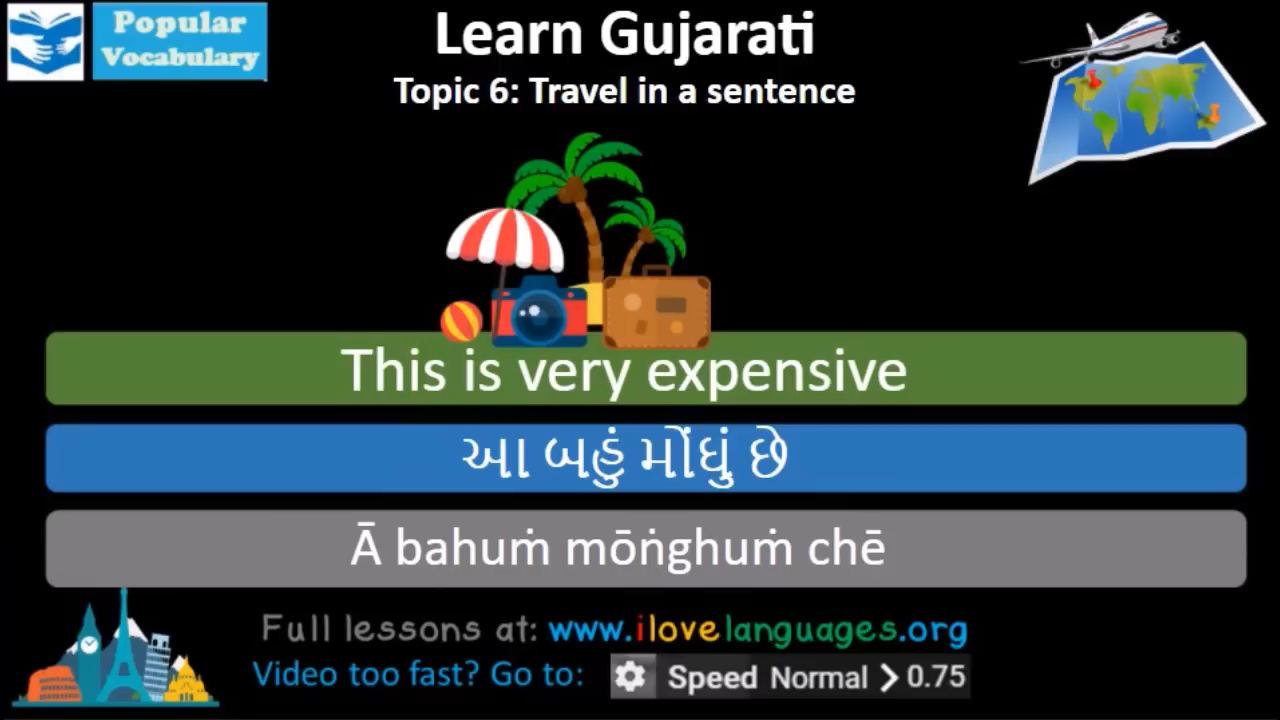 Popular
Vocabulary
Learn Gujarati
Topic 6: Travel in a sentence
This is very expensive
આ બહું મોંઘું છે
Ā bahuṁ mōṅghuṁ chē
Full lessons at: www.ilovelanguages.org
Video too fast? Go to: Speed Normal > 0.75